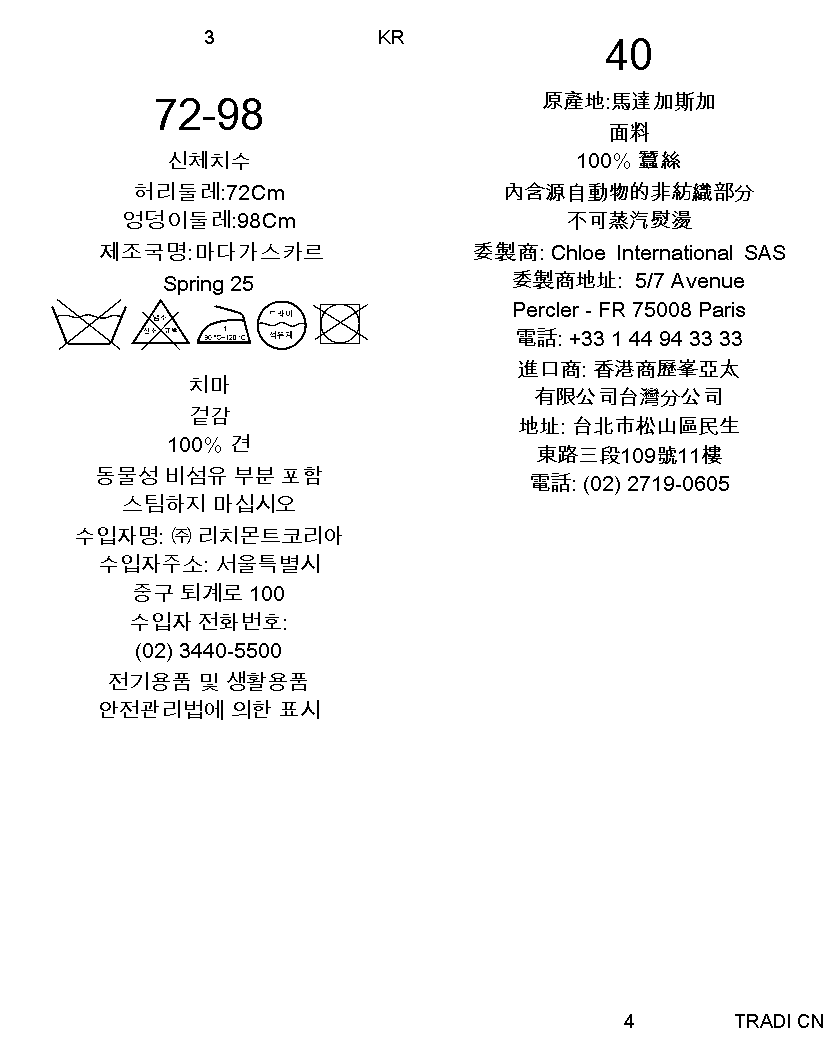 3
KR
72-98
신체치수
허리둘레:72Cm
엉덩이둘레:98Cm
제조국명:마다가스카르
Spring 25
드라이
석유계
1
80 ℃~120 ℃
치마
겉감
100% 견
동물성 비섬유 부분 포함
스팀하지 마십시오
수입자명: ㈜ 리치몬트코리아
수입자주소: 서울특별시
중구 퇴계로 100
수입자 전화번호:
(02) 3440-5500
전기용품 및 생활용품
안전관리법에 의한 표시
40
原產地:馬達加斯加
面料
100% 蠶絲
內含源自動物的非紡織部分
不可蒸汽熨燙
委製商: Chloe International SAS
委製商地址: 5/7 Avenue
Percler - FR 75008 Paris
電話: +33 1 44 94 33 33
進口商: 香港商歷峯亞太
有限公司台灣分公司
地址: 台北市松山區民生
東路三段109號11樓
電話: (02) 2719-0605
4
TRADI CN